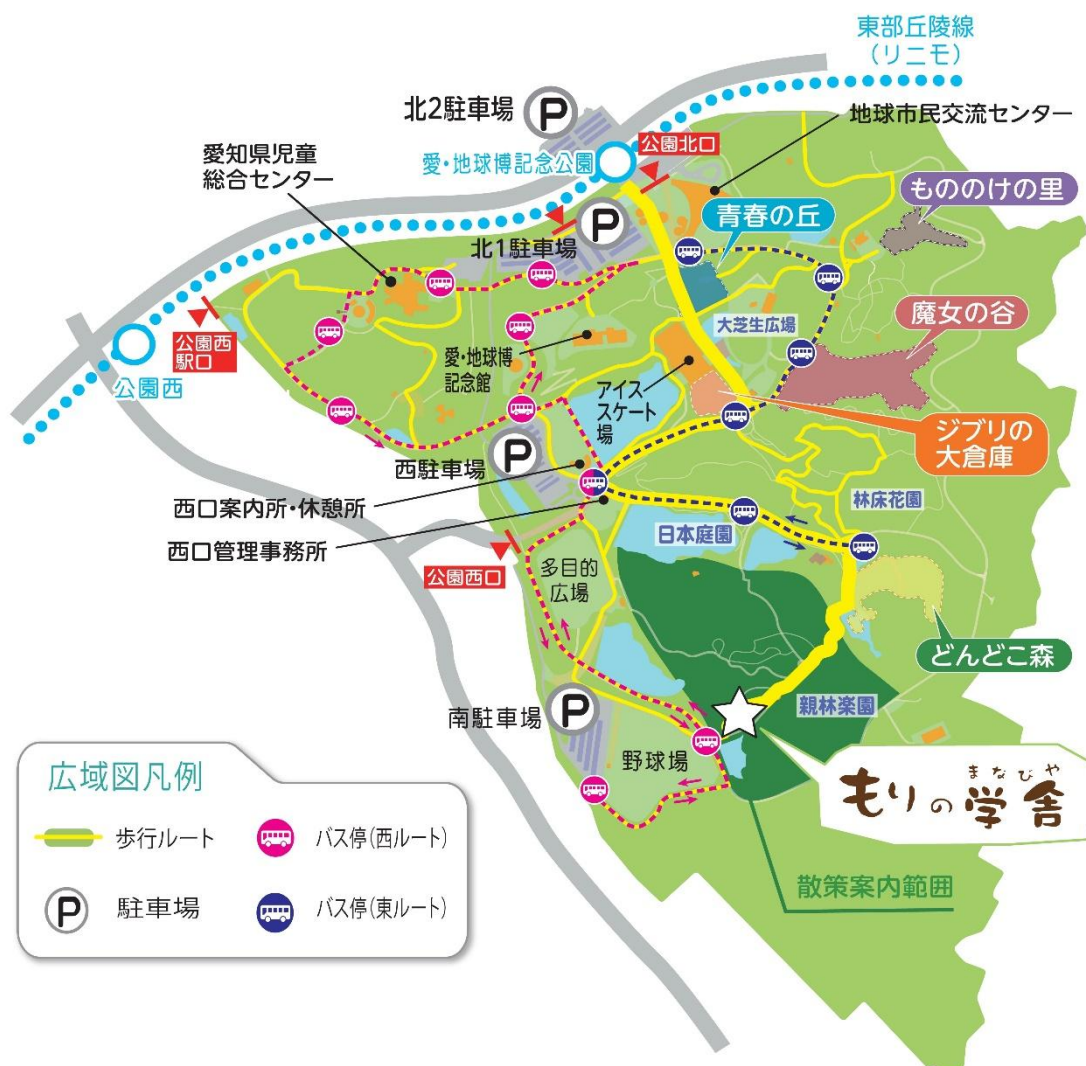 東部丘陵線
（リニモ）
北2駐車場
P
地球市民交流センター
公園北口
愛・地球博記念公園
愛知県児童
総合センター
もののけの里
青春の丘
P
北1駐車場
魔女の谷
大芝生広場
公園西
駅口
公園西
愛・地球博
記念館
アイス
スケート
場
ジブリの
大倉庫
西駐車場
P
西口案内所・休憩所
林床花園
日本庭園
西口管理事務所
公園西口
多目的
広場
どんどこ森
親林楽園
南駐車場
P
野球場
まなびや
もりの学舎
広域図凡例
歩行ルート
バス停(西ルート)
P
駐車場
バス停(東ルート)
散策案内範囲